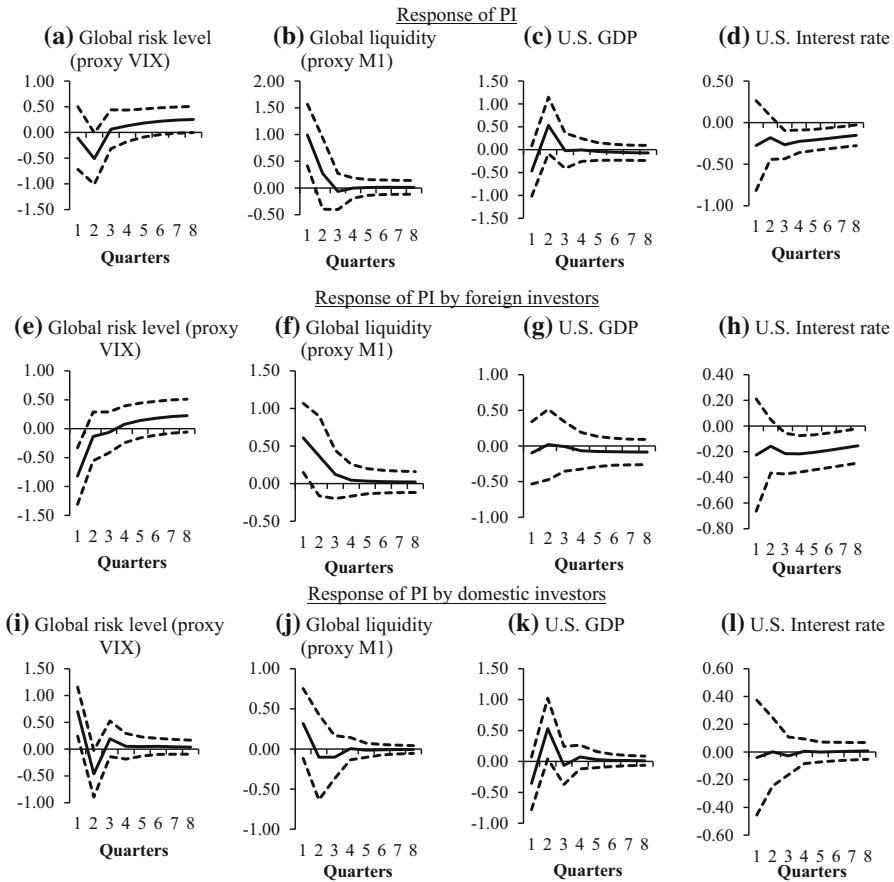 Response of PI
(a) Global risk level
(proxy VIX)
1.00
0.50
0.00
-0.50
-1.00
-1.50
1 2 3 4 5 6 7 8
Quarters
(b) Global liquidity
(proxy M1)
2.00
1.50
1.00
0.50
0.00
-0.50
1 2 3 4 5 6 7 8
Quarters
(c) U.S. GDP
1.50
1.00
0.50
0.00
-0.50
-1.00
-1.50
1 2 3 4 5 6 7 8
Quarters
(d) U.S. Interest rate
0.50
0.00
-0.50
-1.00
1 2 3 4 5 6 7 8
Quarters
Response of PI by foreign investors
(e) Global risk level (proxy
VIX)
1.00
0.50
0.00
-0.50
-1.00
-1.50
1 2 3 4 5 6 7 8
Quarters
(f) Global liquidity
(proxy M1)
1.50
1.00
0.50
0.00
-0.50
1 2 3 4 5 6 7 8
Quarters
(g) U.S. GDP
1.00
0.50
0.00
-0.50
-1.00
1 2 3 4 5 6 7 8
Quarters
(h) U.S. Interest rate
0.40
0.20
0.00
-0.20
-0.40
-0.60
-0.80
1 2 3 4 5 6 7 8
Quarters
Response of PI by domestic investors
(i) Global risk level (proxy
VIX)
1.50
1.00
0.50
0.00
-0.50
-1.00
1 2 3 4 5 6 7 8
Quarters
(j) Global liquidity
(proxy M1)
1.00
0.50
0.00
-0.50
-1.00
1 2 3 4 5 6 7 8
Quarters
(k) U.S. GDP
1.50
1.00
0.50
0.00
-0.50
-1.00
1 2 3 4 5 6 7 8
Quarters
(l) U.S. Interest rate
0.60
0.40
0.20
0.00
-0.20
-0.40
-0.60
1 2 3 4 5 6 7 8
Quarters